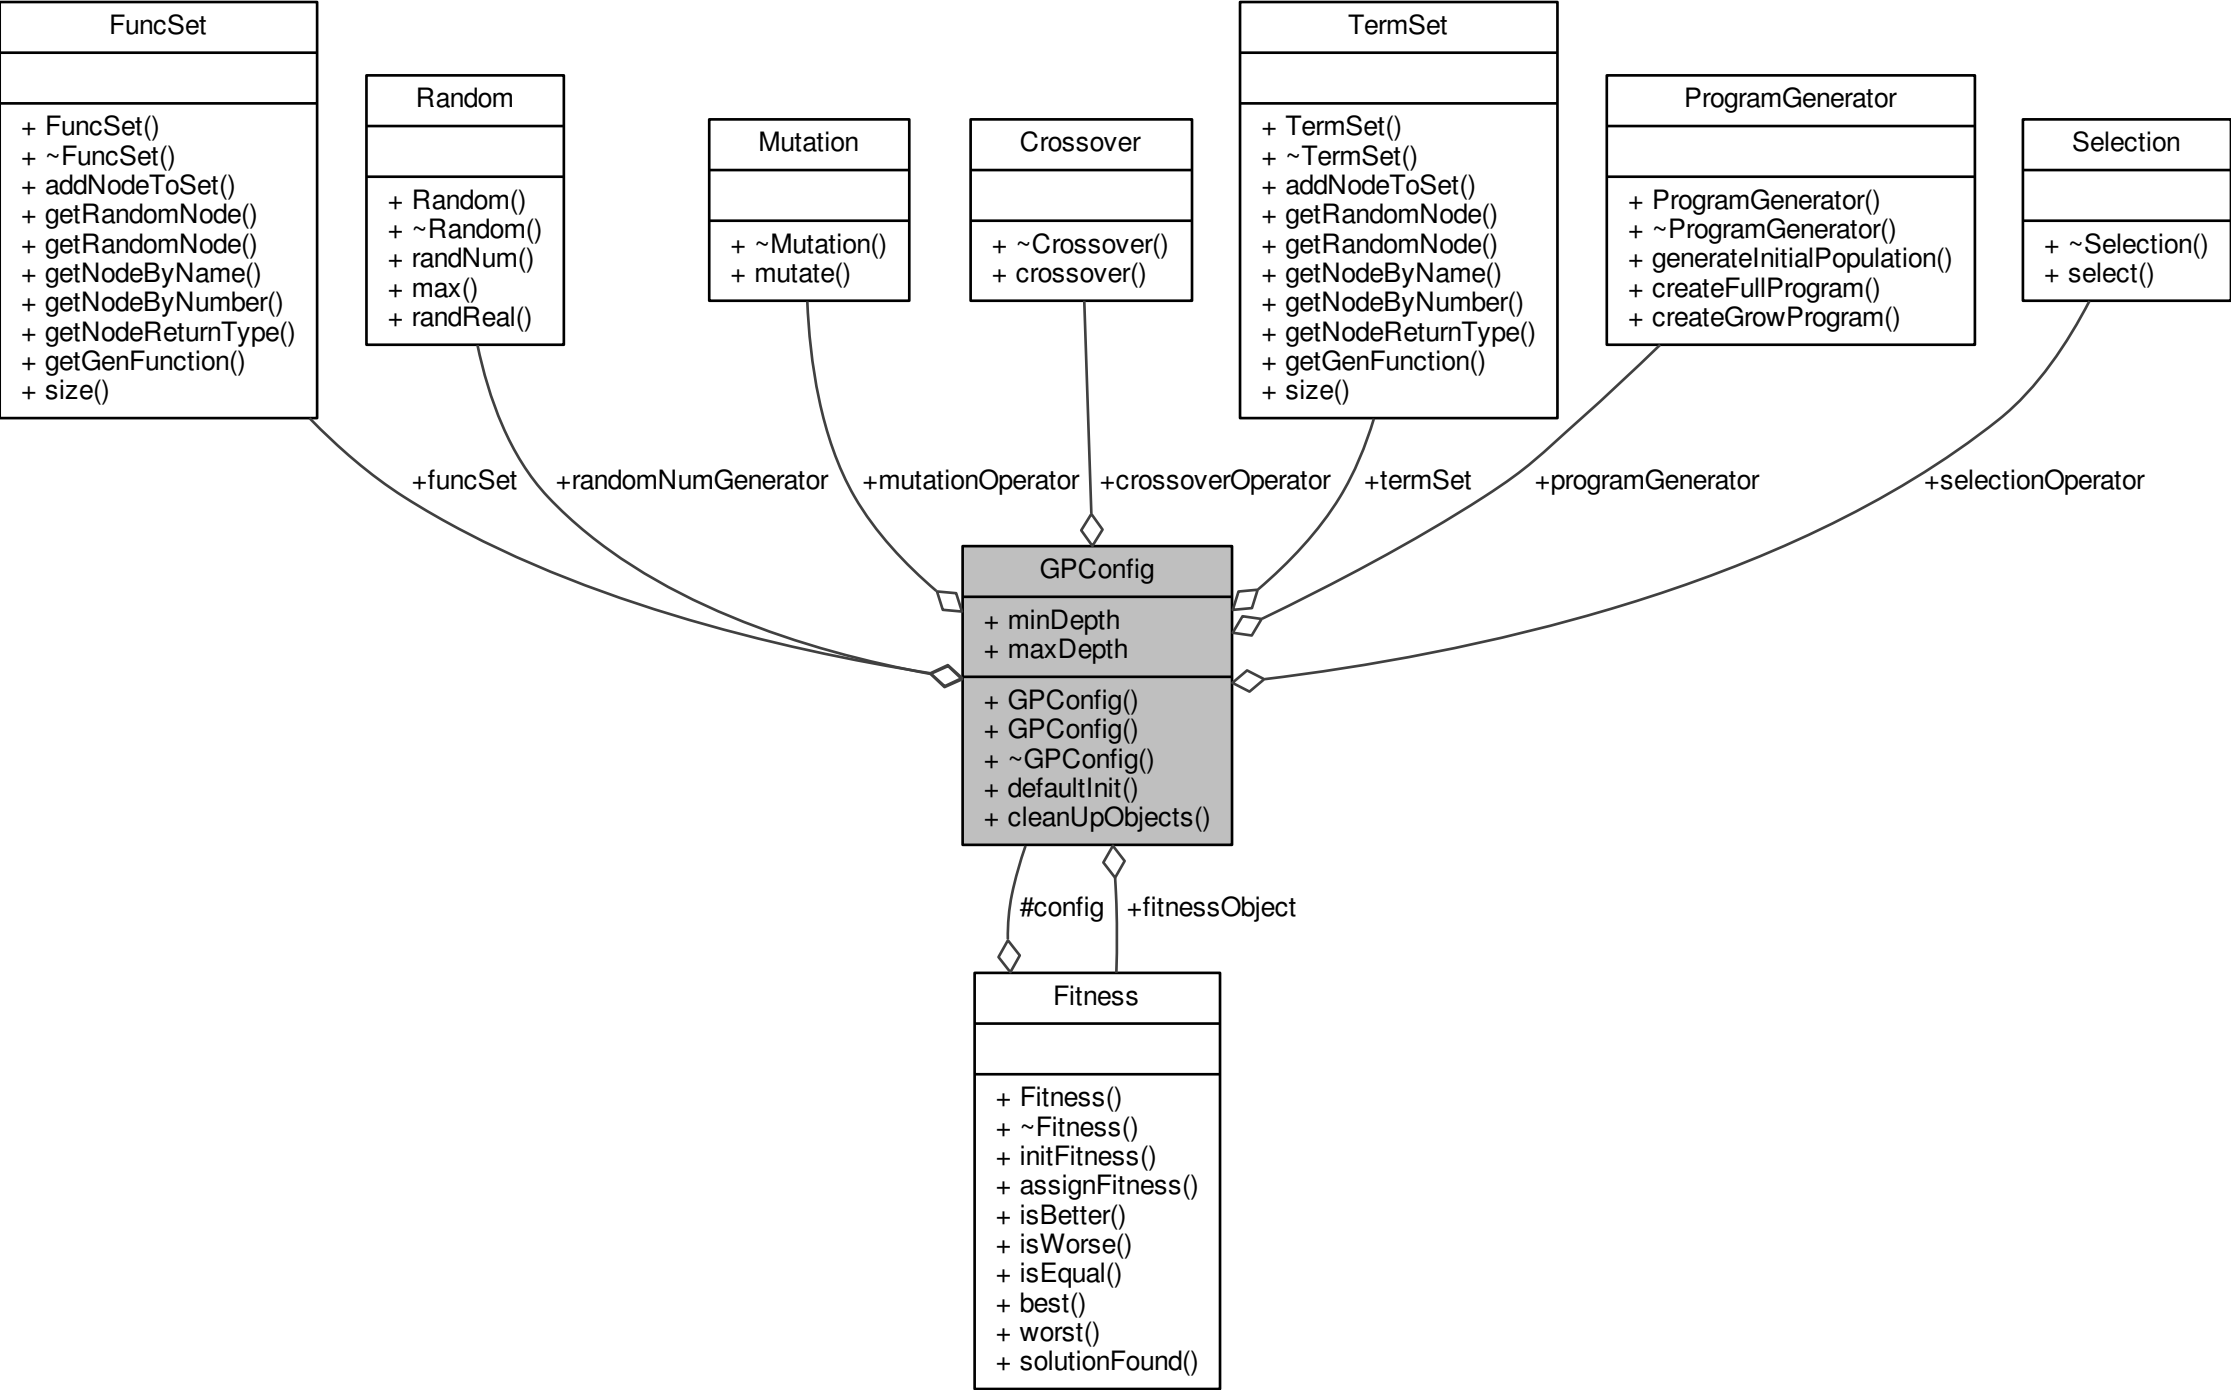 FuncSet
+ FuncSet()
+ ~FuncSet()
+ addNodeToSet()
+ getRandomNode()
+ getRandomNode()
+ getNodeByName()
+ getNodeByNumber()
+ getNodeReturnType()
+ getGenFunction()
+ size()
Random
+ Random()
+ ~Random()
+ randNum()
+ max()
+ randReal()
Mutation
+ ~Mutation()
+ mutate()
Crossover
+ ~Crossover()
+ crossover()
TermSet
+ TermSet()
+ ~TermSet()
+ addNodeToSet()
+ getRandomNode()
+ getRandomNode()
+ getNodeByName()
+ getNodeByNumber()
+ getNodeReturnType()
+ getGenFunction()
+ size()
ProgramGenerator
+ ProgramGenerator()
+ ~ProgramGenerator()
+ generateInitialPopulation()
+ createFullProgram()
+ createGrowProgram()
Selection
+ ~Selection()
+ select()
+funcSet
+randomNumGenerator
+mutationOperator
+crossoverOperator
+termSet
+programGenerator
+selectionOperator
GPConfig
+ minDepth
+ maxDepth
+ GPConfig()
+ GPConfig()
+ ~GPConfig()
+ defaultInit()
+ cleanUpObjects()
#config
+fitnessObject
Fitness
+ Fitness()
+ ~Fitness()
+ initFitness()
+ assignFitness()
+ isBetter()
+ isWorse()
+ isEqual()
+ best()
+ worst()
+ solutionFound()